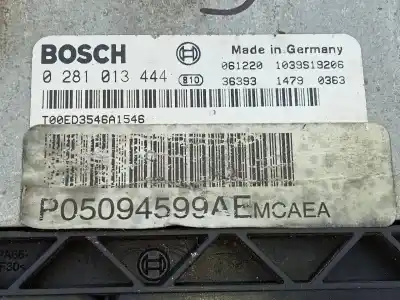 BOSCH
Made in Germany
0 281 013 444 810
061220 1039S19206
36393 1479 0363
T00ED3546A1546
P05094599AEMCAEA